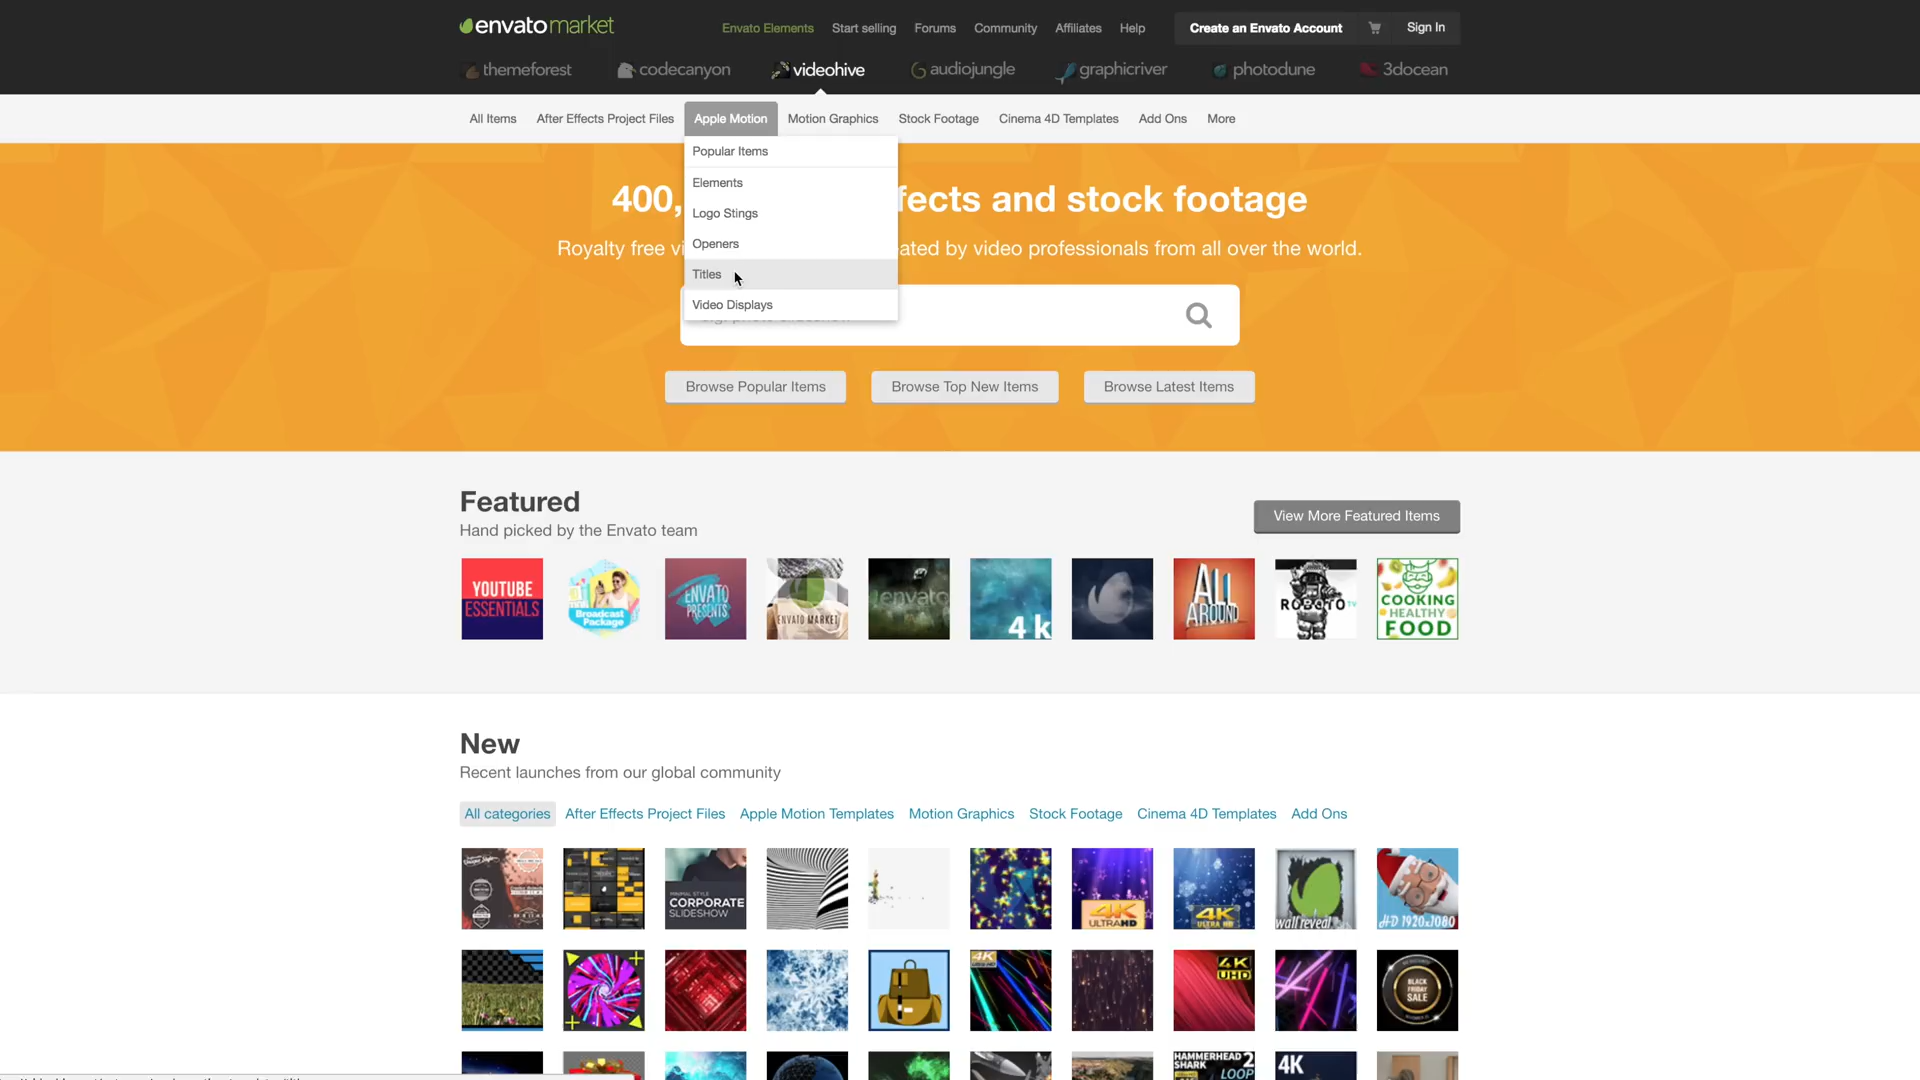 envatomarket
Envato Elements
Start selling
Forums
Community
Affiliates
Help
Create an Envato Account
Sign In
themeforest
codecanyon
videohive
audiojungle
graphicriver
photodune
3docean
All Items
After Effects Project Files
Apple Motion
Motion Graphics
Stock Footage
Cinema 4D Templates
Add Ons
More
Popular Items
Elements
Logo Stings
Openers
Titles
Video Displays
400, fects and stock footage
Royalty free vi ated by video professionals from all over the world.
Browse Popular Items
Browse Top New Items
Browse Latest Items
Featured
Hand picked by the Envato team
View More Featured Items
YOUTUBE
ESSENTIALS
Broadcast
Package
ENVATO
PRESENTS
ENVATO MARKET
envato
4k
ALL
AROUND
ROBOTO TV
COOKING
HEALTHY
FOOD
New
Recent launches from our global community
All categories
After Effects Project Files
Apple Motion Templates
Motion Graphics
Stock Footage
Cinema 4D Templates
Add Ons
MINIMAL STYLE
CORPORATE
SLIDESHOW
4K
ULTRA HD
4K
ULTRA HD
wall reveal
HD 1920x1080
4K
4K
UHD
BLACK
FRIDAY
SALE
HAMMERHEAD
SHARK 2
LOOP
4K